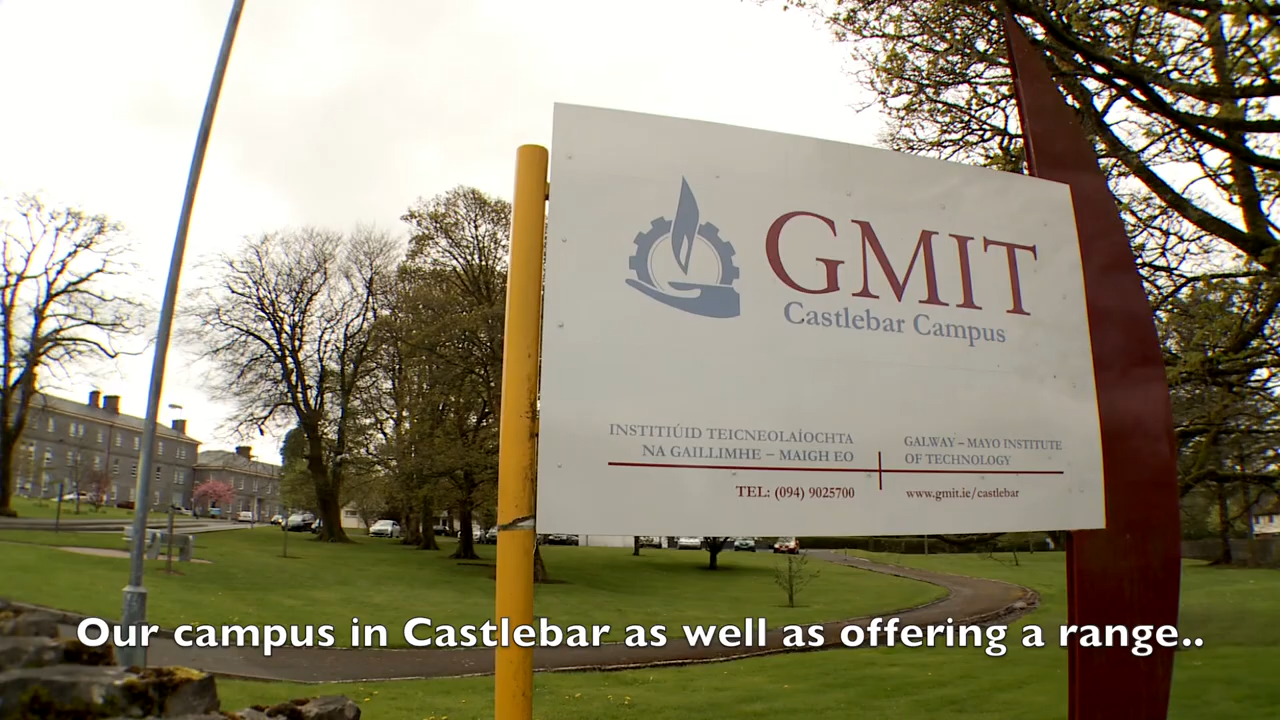 GMIT
Castlebar Campus
INSTITIÚID TEICNEOLAÍOCHTA
NA GAILLIMHE – MAIGH EO
GALWAY – MAYO INSTITUTE
OF TECHNOLOGY
TEL: (094) 9025700
www.gmit.ie/castlebar
Our campus in Castlebar as well as offering a range..